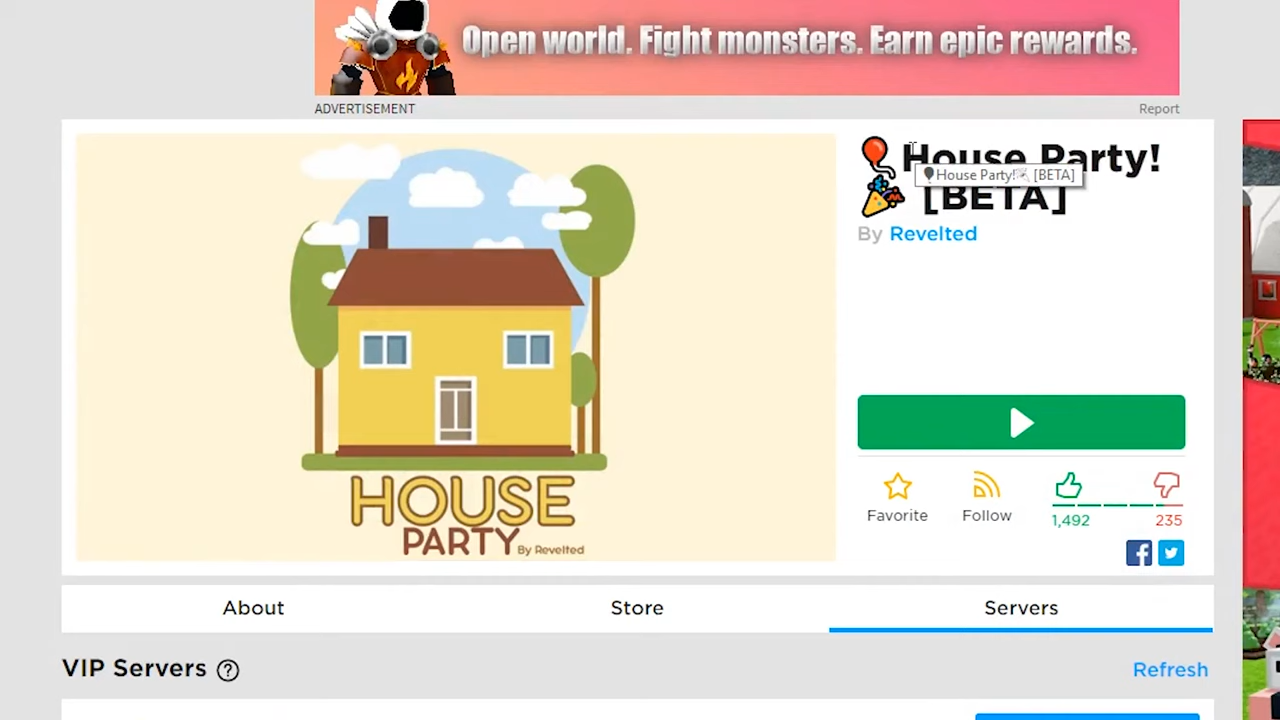 Open world. Fight monsters. Earn epic rewards.
ADVERTISEMENT
Report
🎈House Party!
🎉 [BETA]
House Party! [BETA]
By Revelted
HOUSE
PARTY By Revelted
Favorite
Follow
1,492
235
About
Store
Servers
VIP Servers ?
Refresh